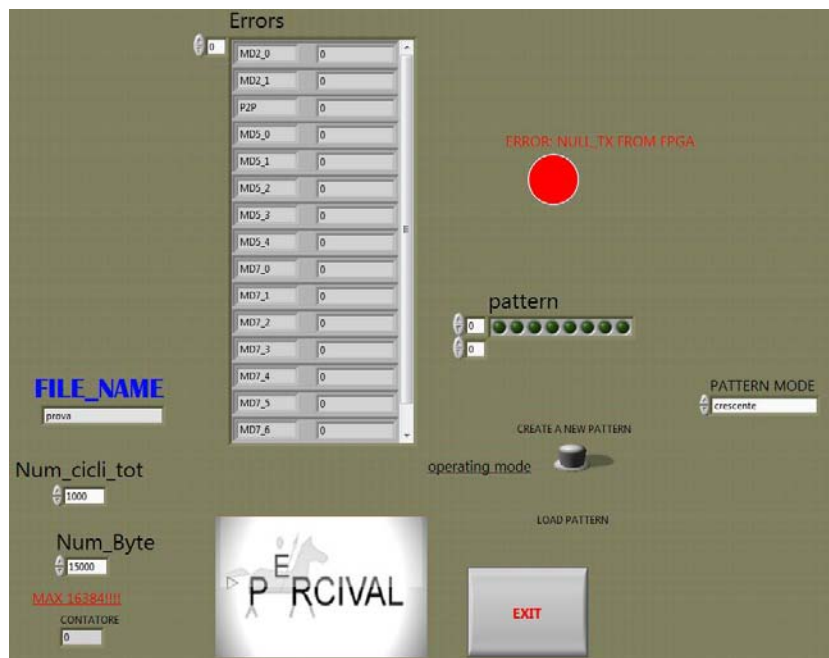 Errors
0
MD2_0 0
MD2_1 0
P2P 0
MD5_0 0
MD5_1 0
MD5_2 0
MD5_3 0
MD5_4 0
MD7_0 0
MD7_1 0
MD7_2 0
MD7_3 0
MD7_4 0
MD7_5 0
MD7_6 0
ERROR: NULL_TX FROM FPGA
pattern
0
0
FILE_NAME
prova
PATTERN MODE
crescente
CREATE A NEW PATTERN
operating mode
LOAD PATTERN
Num_cicli_tot
1000
Num_Byte
15000
MAX 16384!!!!
CONTATORE
0
PERCIVAL
EXIT